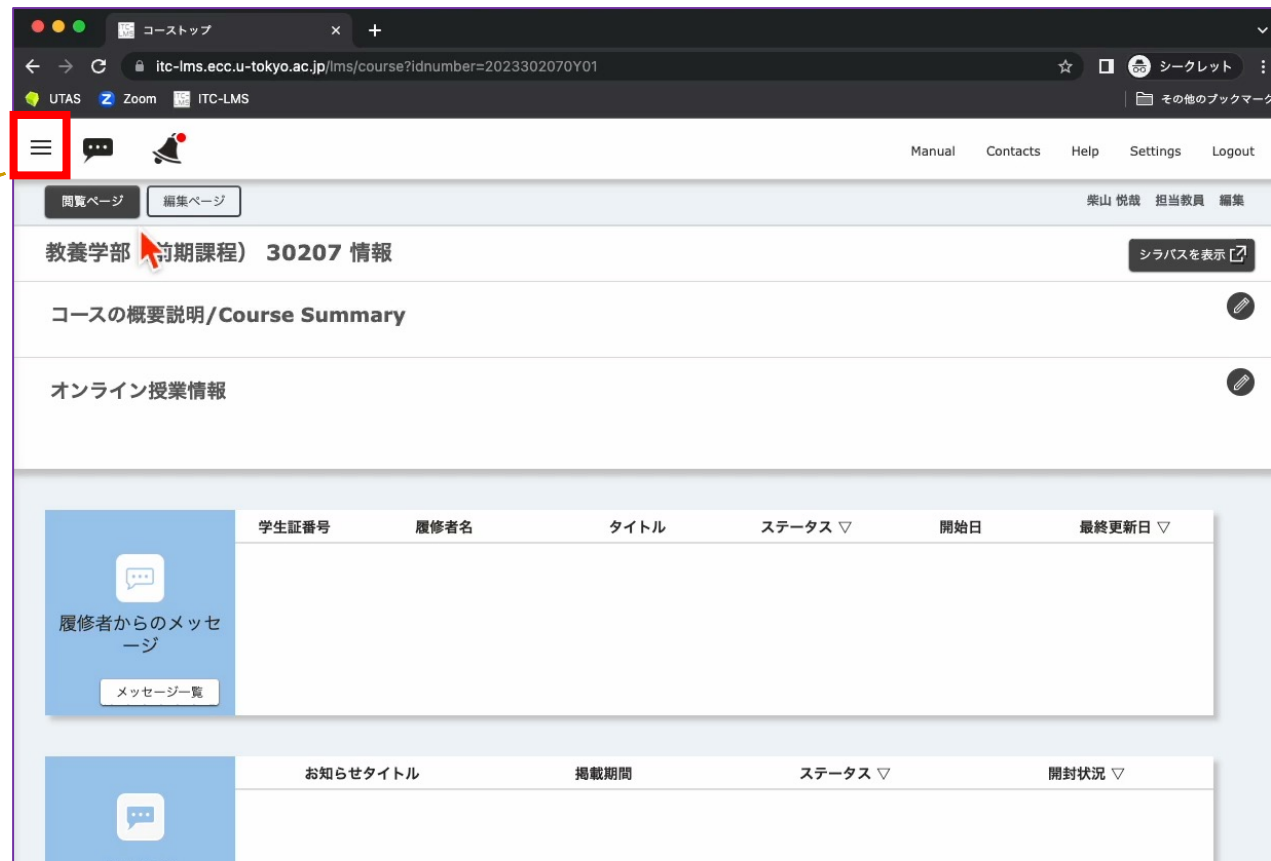 コーストップ
itc-lms.ecc.u-tokyo.ac.jp/lms/course?idnumber=2023302070Y01
シークレット
UTAS Zoom ITC-LMS
その他のブックマーク
Manual Contacts Help Settings Logout
閲覧ページ 編集ページ
柴山 悦哉 担当教員 編集
教養学部 前期課程） 30207 情報
シラバスを表示
コースの概要説明/Course Summary
オンライン授業情報
学生証番号 履修者名 タイトル ステータス ▽ 開始日 最終更新日 ▽
履修者からのメッセ
ージ
メッセージ一覧
お知らせタイトル 掲載期間 ステータス ▽ 開封状況 ▽